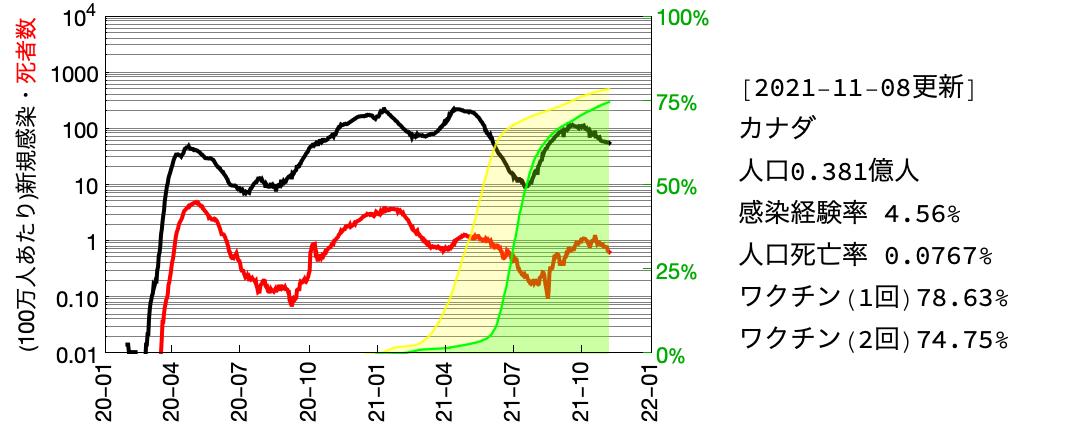 (100万人あたり)新規感染・死者数
10^4
1000
100
10
1
0.10
0.01
100%
75%
50%
25%
0%
20-01
20-04
20-07
20-10
21-01
21-04
21-07
21-10
22-01
[2021-11-08更新]
カナダ
人口0.381億人
感染経験率 4.56%
人口死亡率 0.0767%
ワクチン(1回)78.63%
ワクチン(2回)74.75%